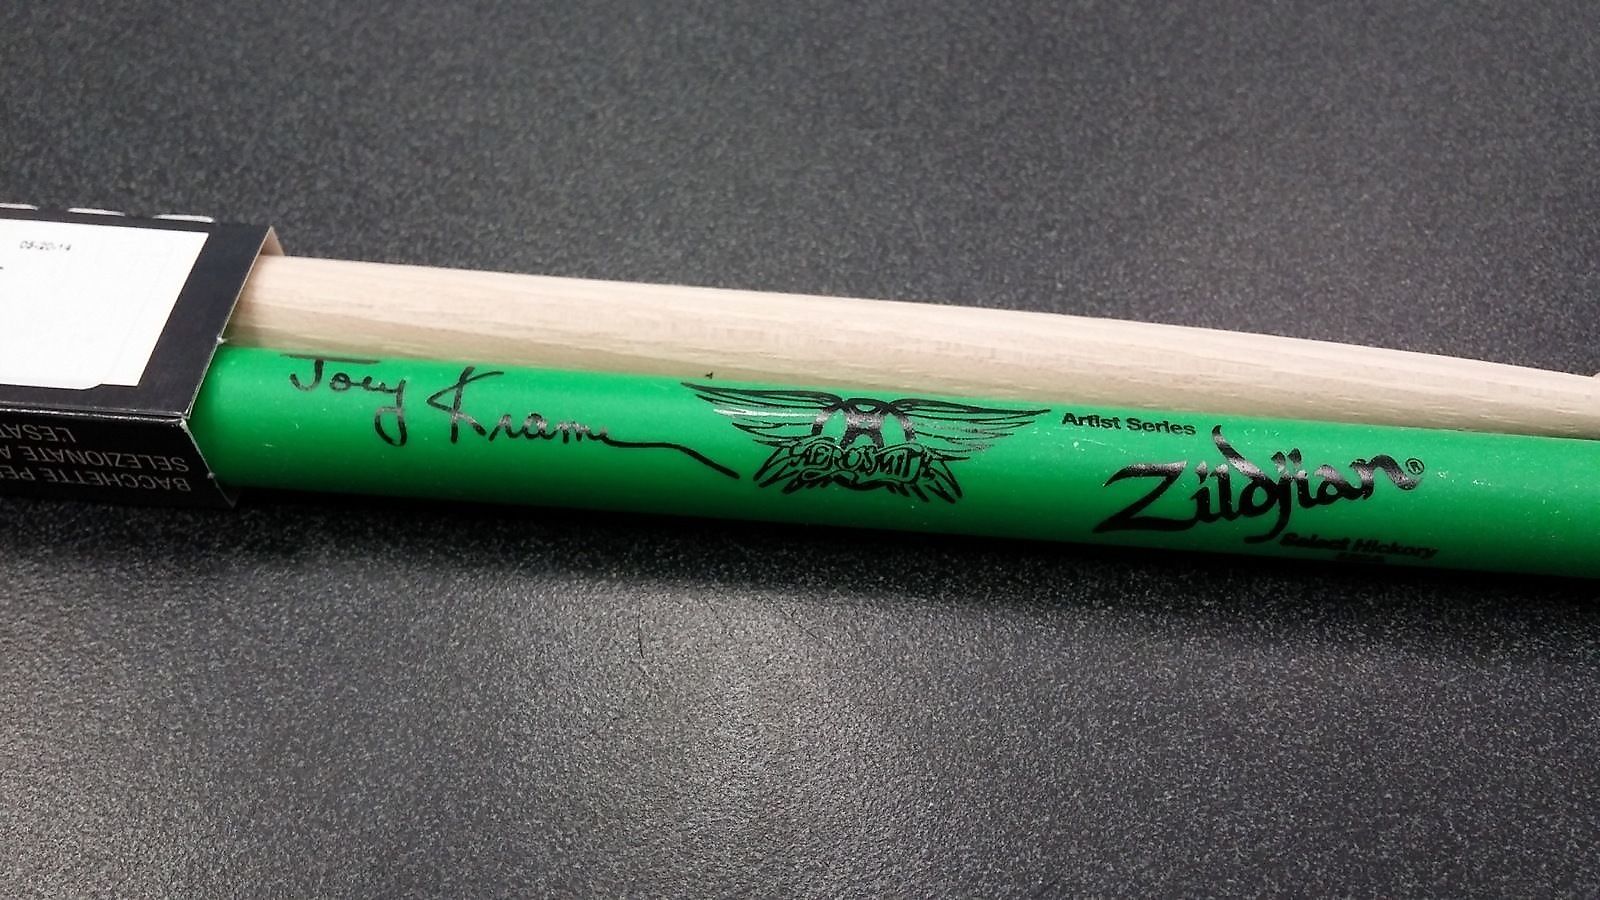 05-20-14
Joey Kramer
AEROSMITH
Artist Series
Zildjian®
Select Hickory
BACCHETTE PE
SELEZIONATE A
L'ESAT